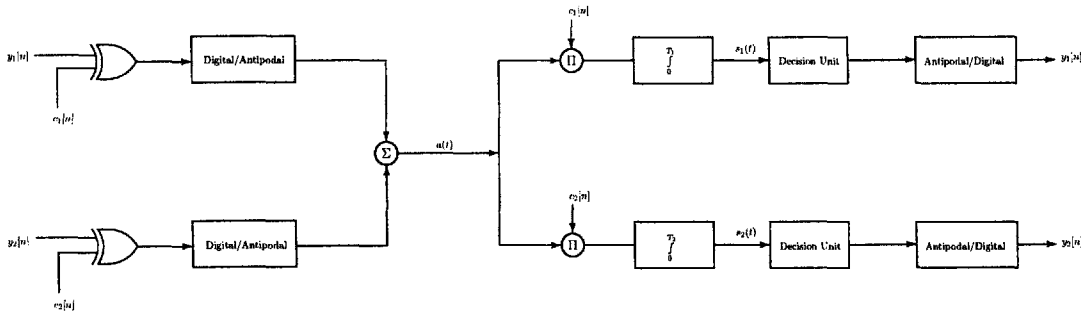 c₁[n]
y₁[n]
Digital/Antipodal
Π
T₁
∫
0
s₁(t)
Decision Unit
Antipodal/Digital
y₁[n]
c₁[n]
Σ
a(t)
c₂[n]
y₂[n]
Digital/Antipodal
Π
T₂
∫
0
s₂(t)
Decision Unit
Antipodal/Digital
y₂[n]
c₂[n]